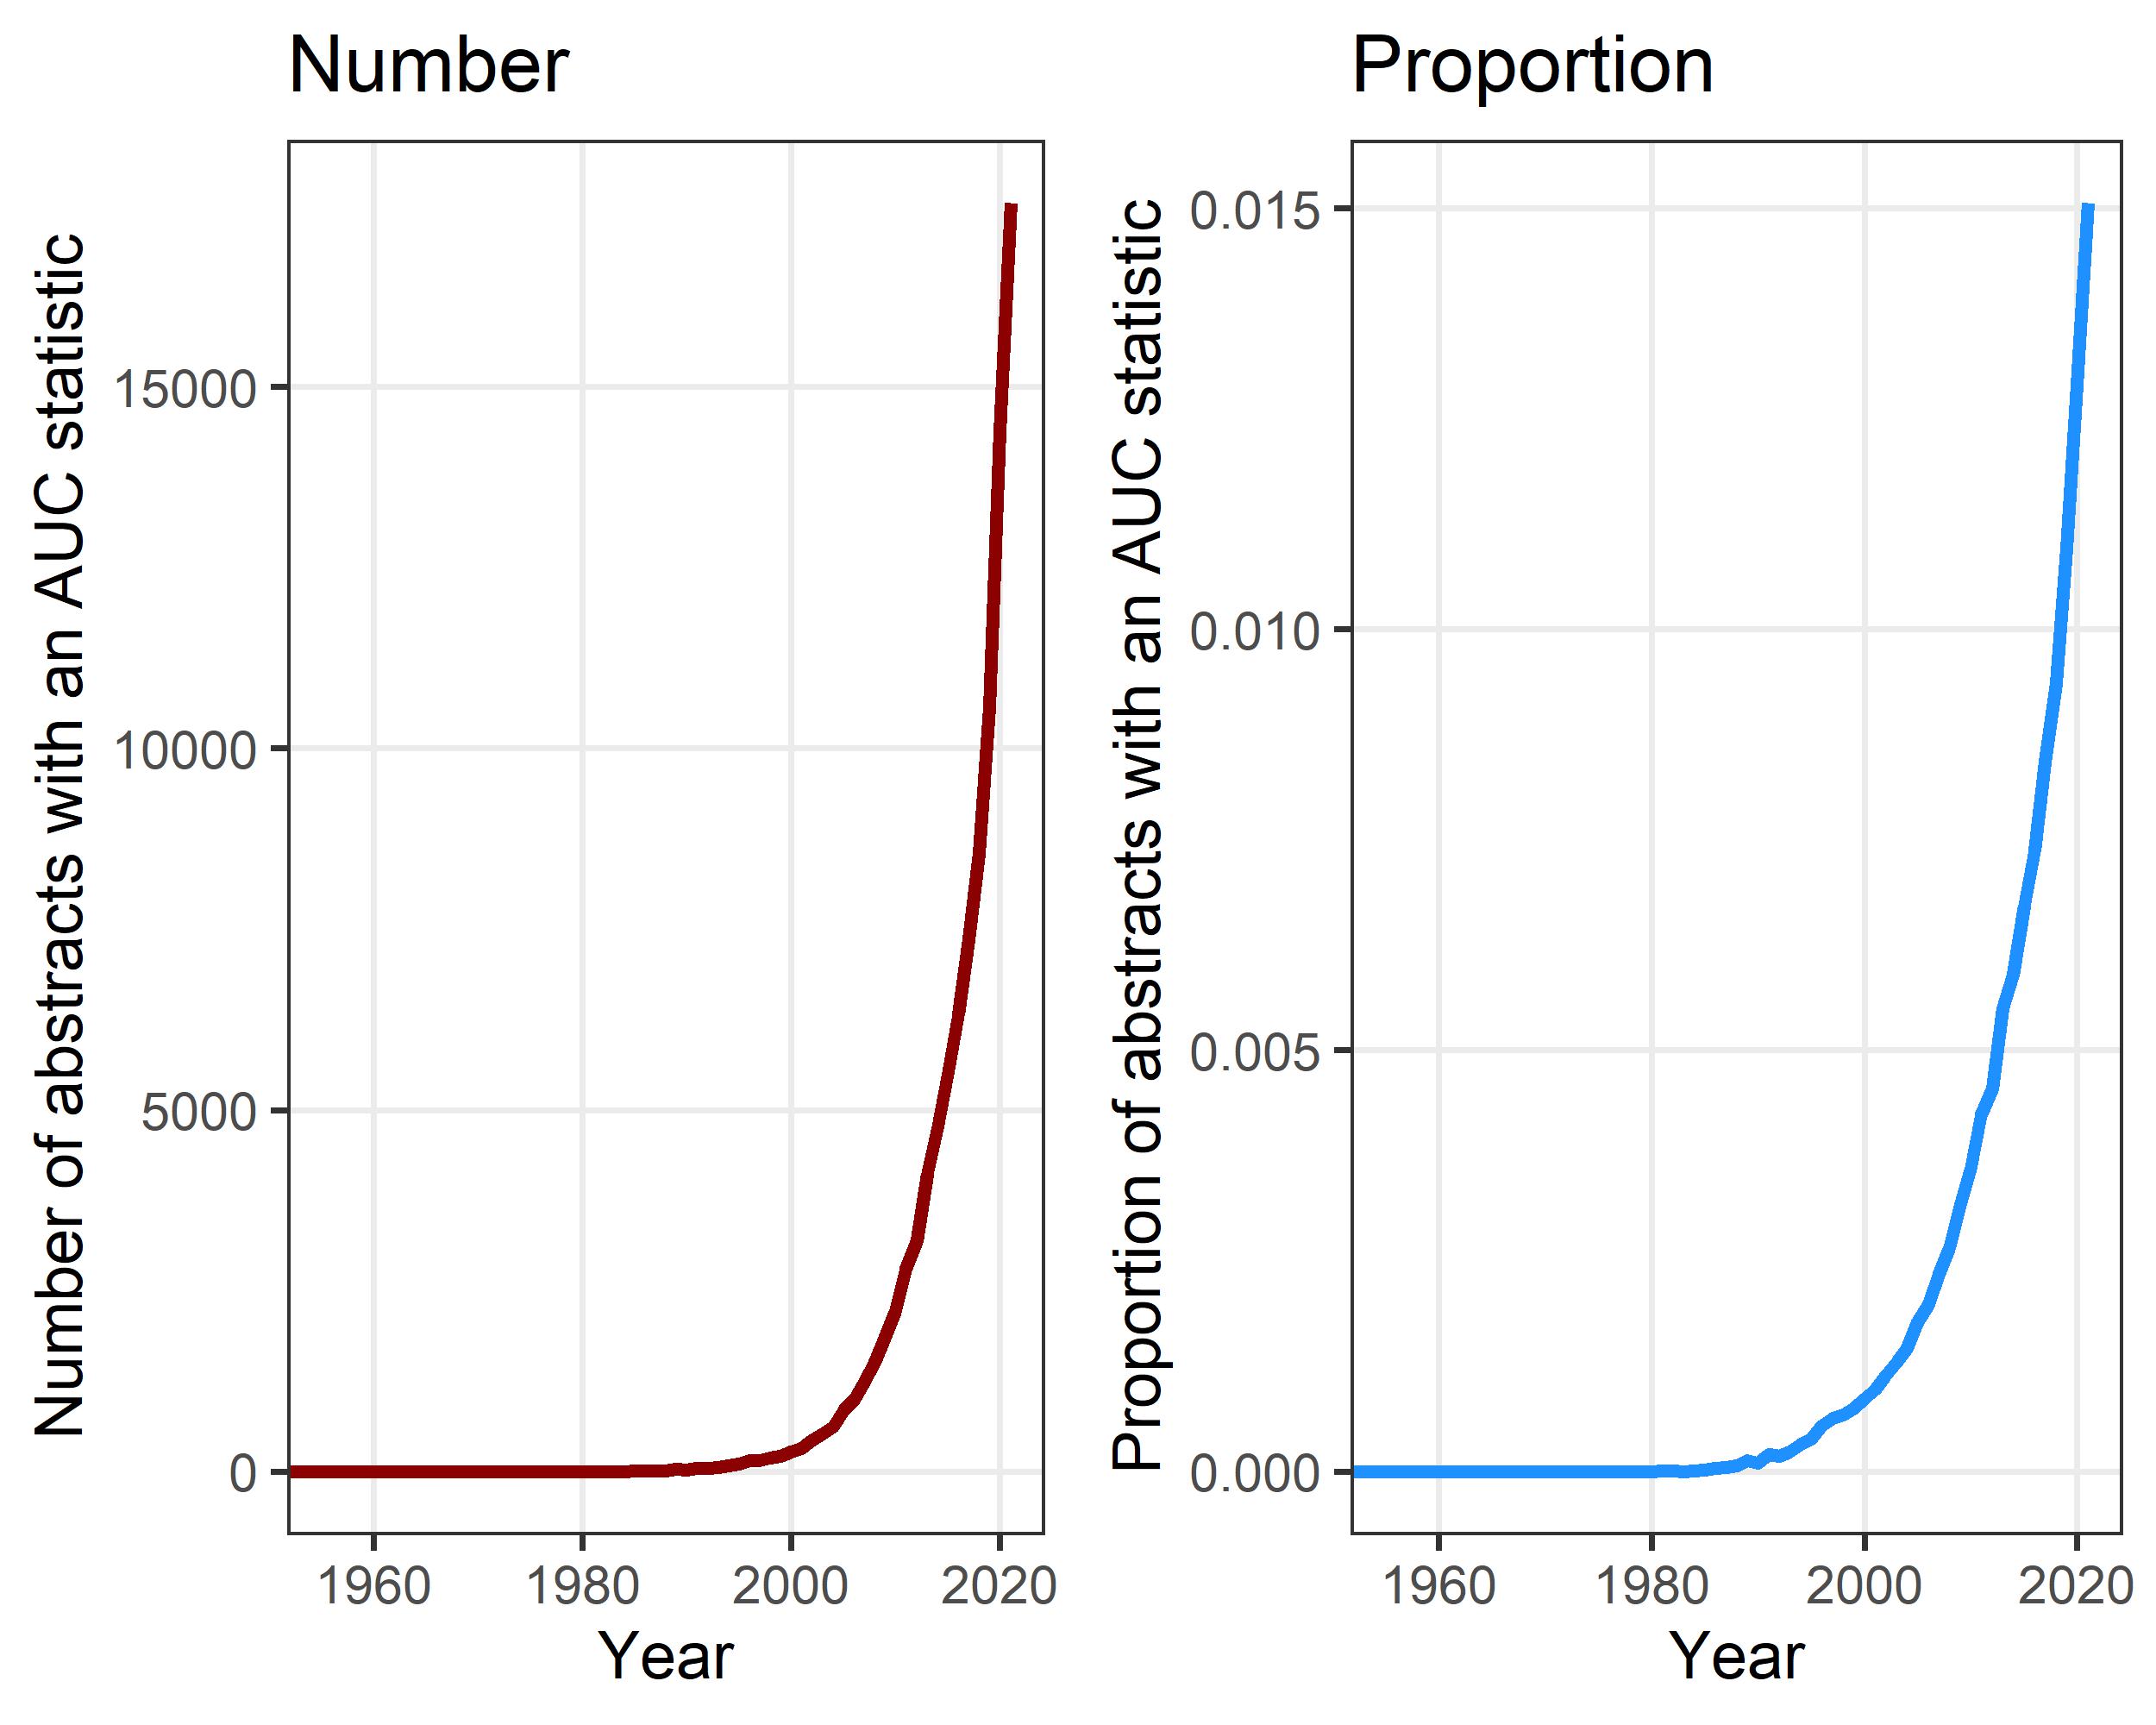 Number
Number of abstracts with an AUC statistic
15000
10000
5000
0
1960 1980 2000 2020
Year
Proportion
Proportion of abstracts with an AUC statistic
0.015
0.010
0.005
0.000
1960 1980 2000 2020
Year